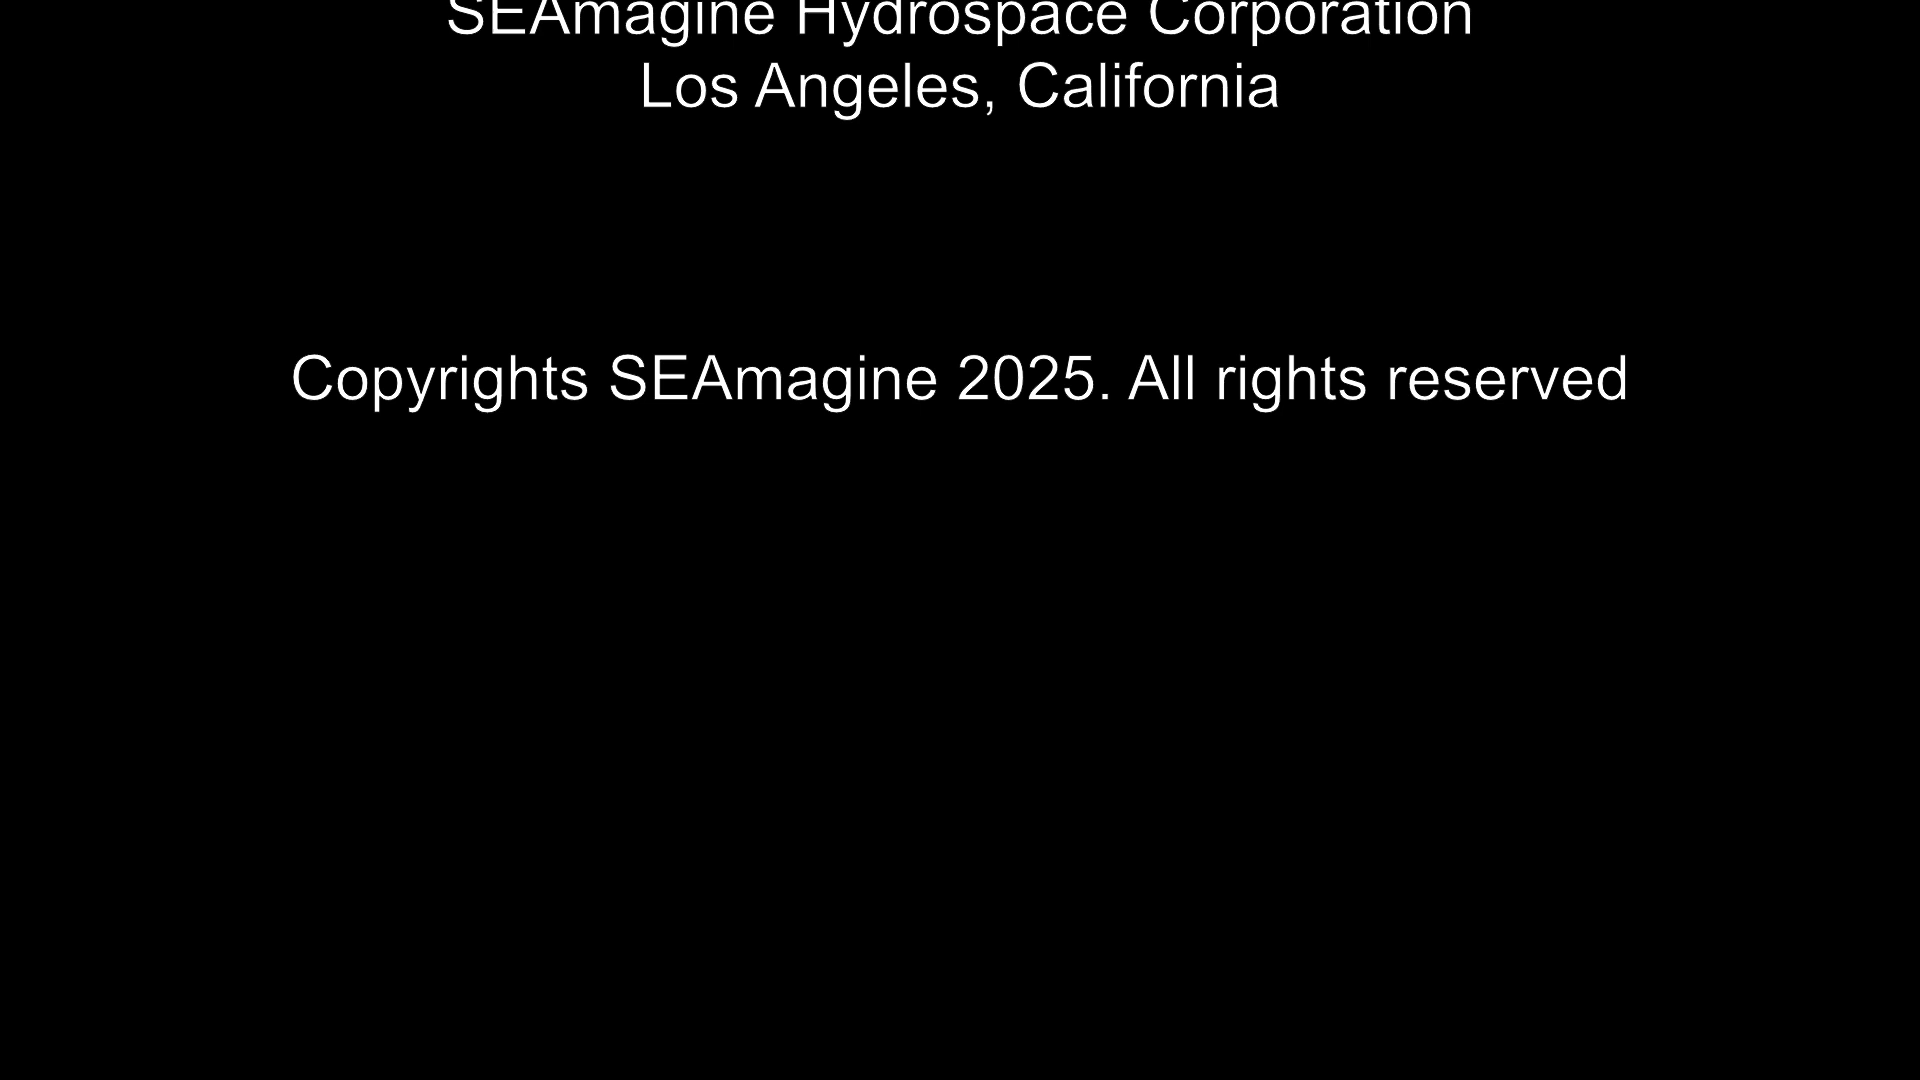 SEAmagine Hydrospace Corporation
Los Angeles, California
Copyrights SEAmagine 2025. All rights reserved